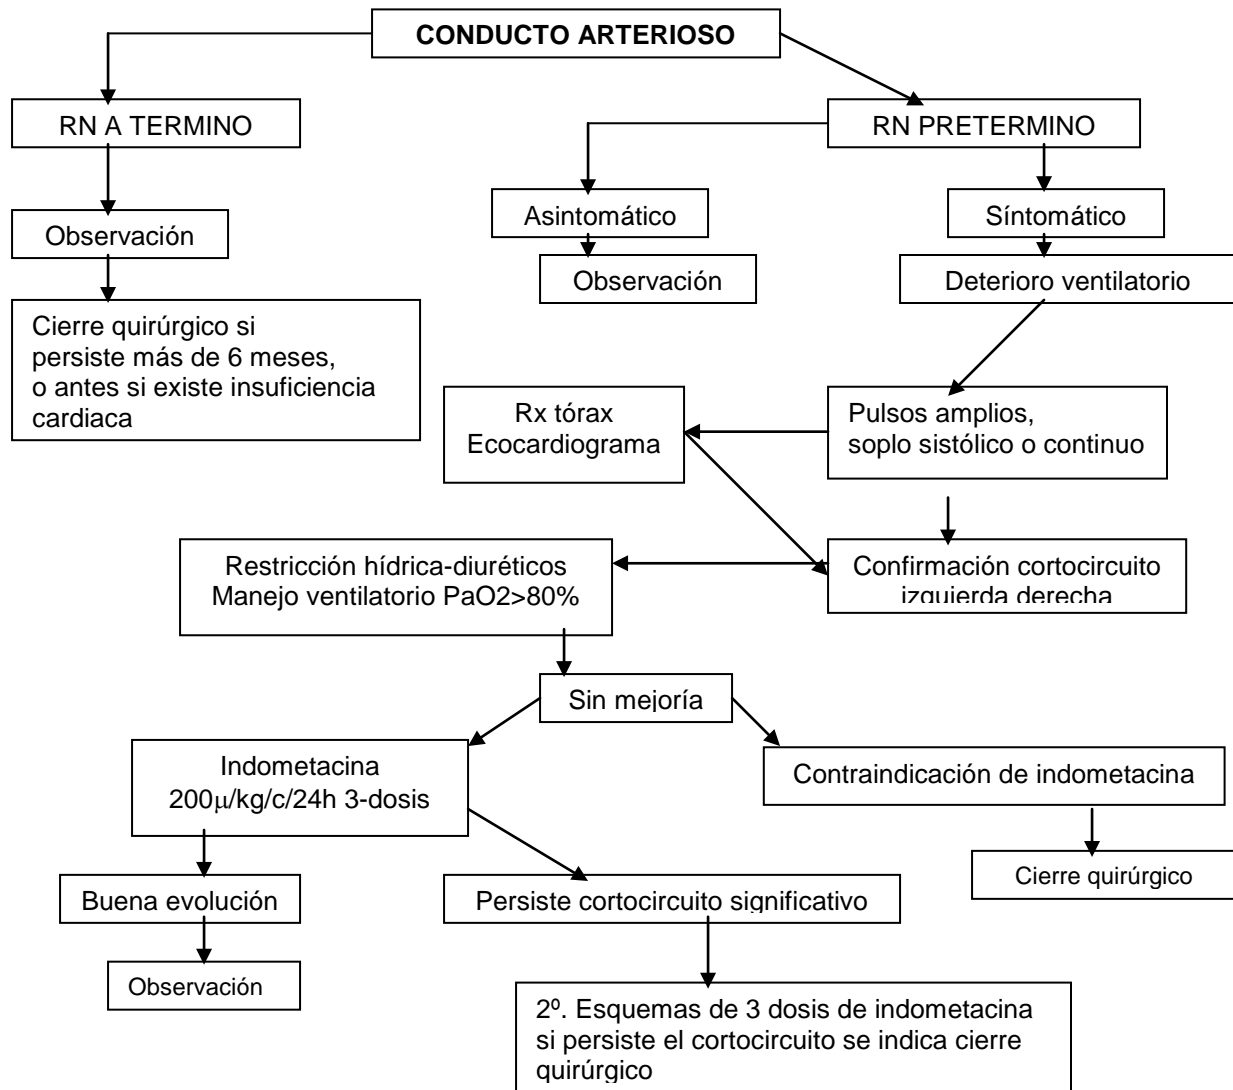 CONDUCTO ARTERIOSO
RN A TERMINO
RN PRETERMINO
Asintomático
Síntomático
Observación
Observación
Deterioro ventilatorio
Cierre quirúrgico si
persiste más de 6 meses,
o antes si existe insuficiencia
cardiaca
Rx tórax
Ecocardiograma
Pulsos amplios,
soplo sistólico o continuo
Restricción hídrica-diuréticos
Manejo ventilatorio PaO2>80%
Confirmación cortocircuito
izquierda derecha
Sin mejoría
Indometacina
200µ/kg/c/24h 3-dosis
Contraindicación de indometacina
Cierre quirúrgico
Buena evolución
Persiste cortocircuito significativo
Observación
2º. Esquemas de 3 dosis de indometacina
si persiste el cortocircuito se indica cierre
quirúrgico